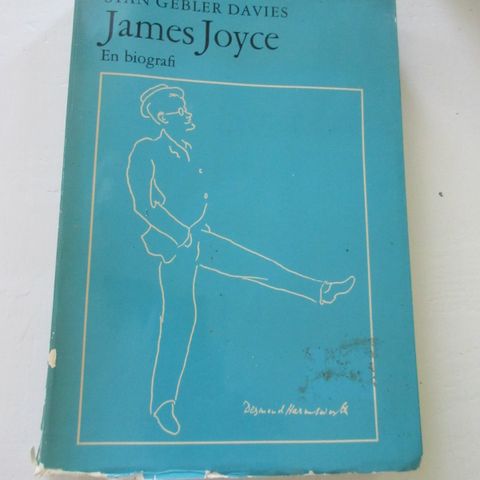 STAN GEBLER DAVIES
James Joyce
En biografi
Desmond Harmsworth